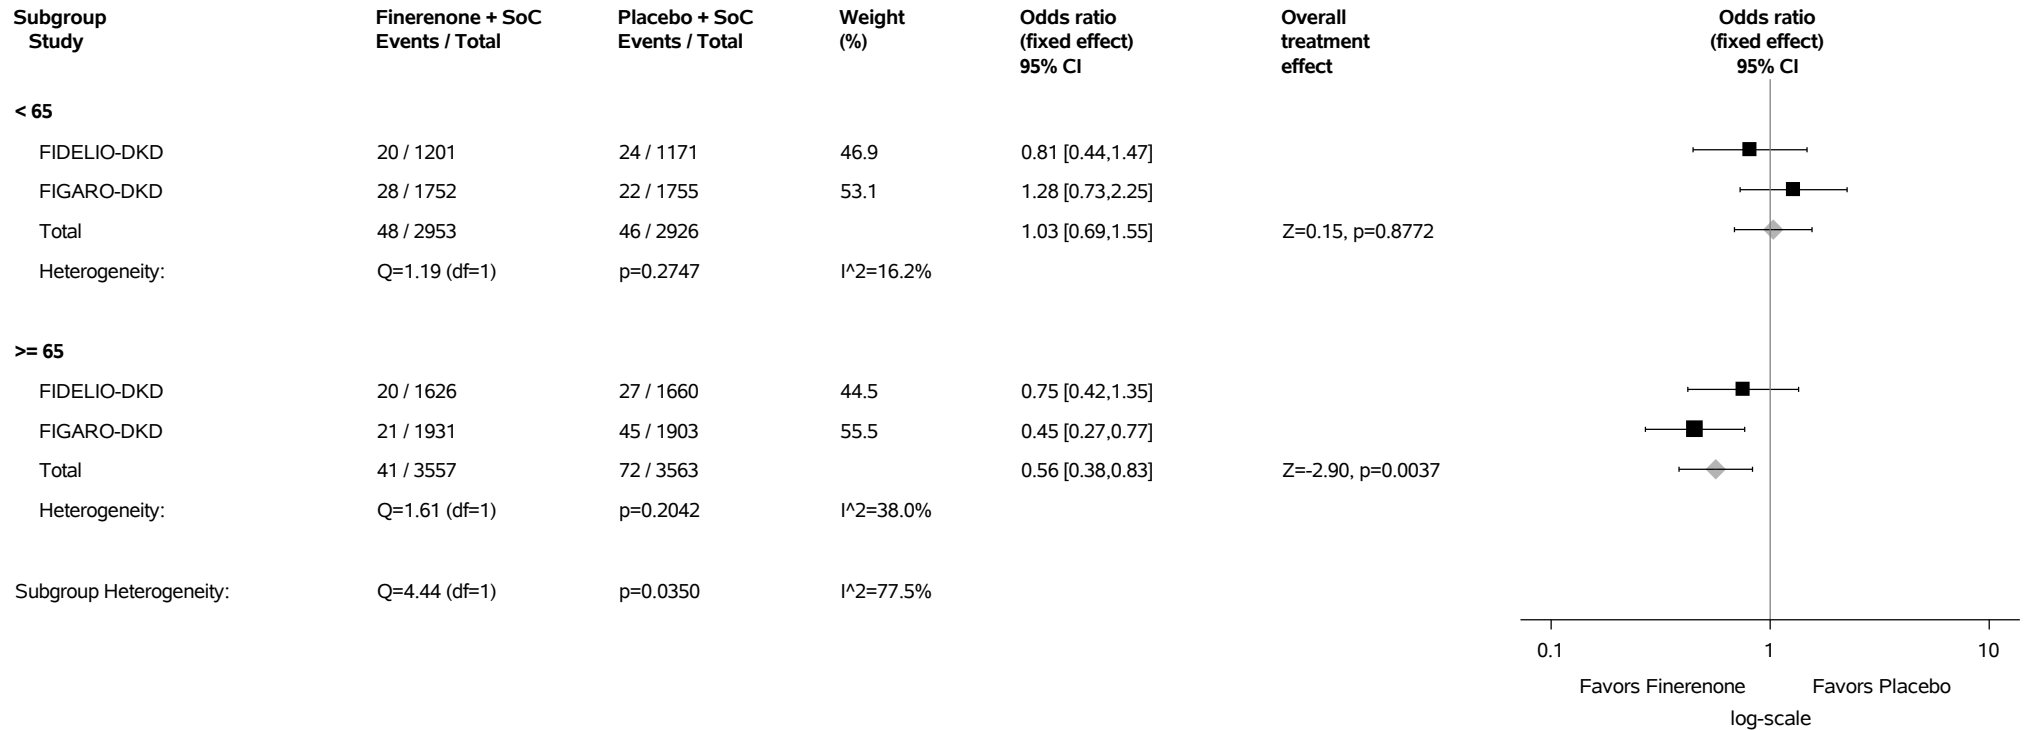 Subgroup Finerenone + SoC Placebo + SoC Weight Odds ratio Overall Odds ratio
Study Events / Total Events / Total (%) (fixed effect) treatment (fixed effect)
95% CI effect 95% CI
< 65
FIDELIO-DKD 20 / 1201 24 / 1171 46.9 0.81 [0.44,1.47]
FIGARO-DKD 28 / 1752 22 / 1755 53.1 1.28 [0.73,2.25]
Total 48 / 2953 46 / 2926 1.03 [0.69,1.55] Z=0.15, p=0.8772
Heterogeneity: Q=1.19 (df=1) p=0.2747 I^2=16.2%
>= 65
FIDELIO-DKD 20 / 1626 27 / 1660 44.5 0.75 [0.42,1.35]
FIGARO-DKD 21 / 1931 45 / 1903 55.5 0.45 [0.27,0.77]
Total 41 / 3557 72 / 3563 0.56 [0.38,0.83] Z=-2.90, p=0.0037
Heterogeneity: Q=1.61 (df=1) p=0.2042 I^2=38.0%
Subgroup Heterogeneity: Q=4.44 (df=1) p=0.0350 I^2=77.5%
0.1 1 10
Favors Finerenone Favors Placebo
log-scale